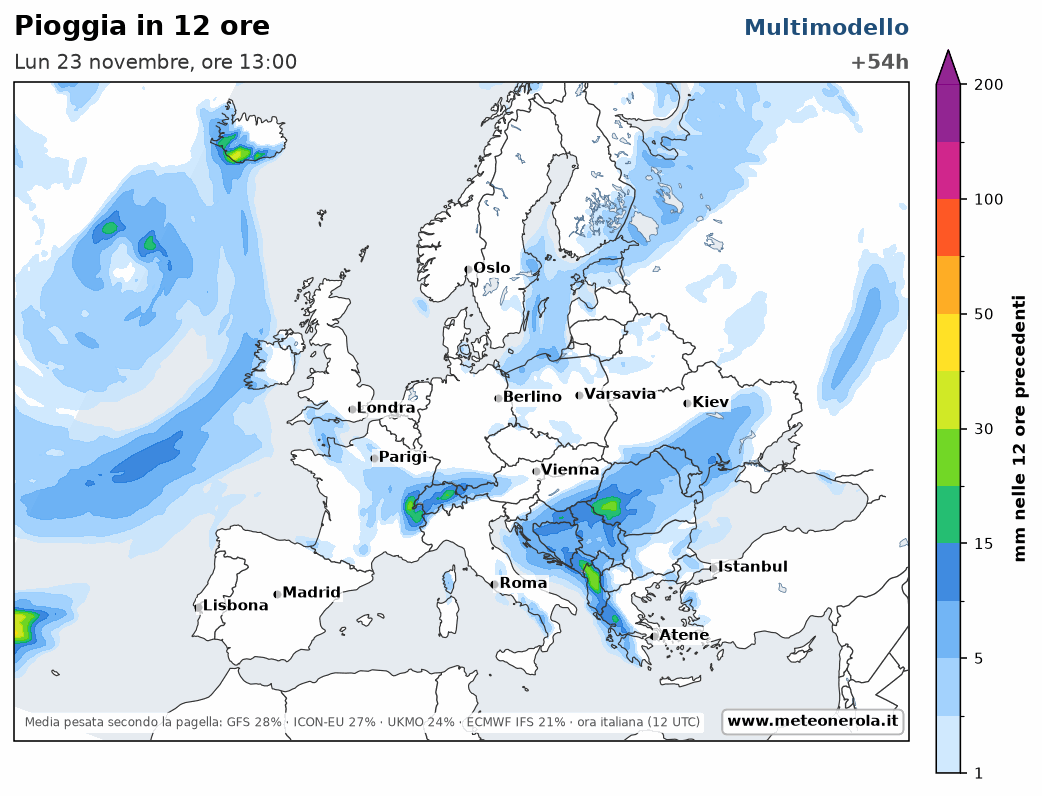 Pioggia in 12 ore
Multimodello
Lun 23 novembre, ore 13:00
+54h
200
100
50
30
15
5
1
mm nelle 12 ore precedenti
Oslo
Berlino
Varsavia
Kiev
Londra
Parigi
Vienna
Istanbul
Roma
Madrid
Lisbona
Atene
Media pesata secondo la pagella: GFS 28% · ICON-EU 27% · UKMO 24% · ECMWF IFS 21% · ora italiana (12 UTC)
www.meteonerola.it